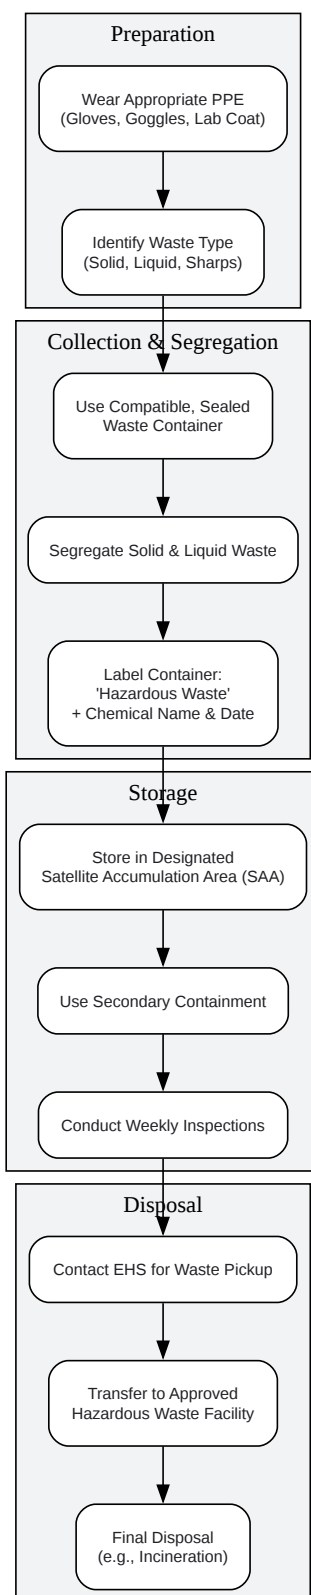 Preparation
Wear Appropriate PPE
(Gloves, Goggles, Lab Coat)
Identify Waste Type
(Solid, Liquid, Sharps)
Collection & Segregation
Use Compatible, Sealed
Waste Container
Segregate Solid & Liquid Waste
Label Container:
'Hazardous Waste'
+ Chemical Name & Date
Storage
Store in Designated
Satellite Accumulation Area (SAA)
Use Secondary Containment
Conduct Weekly Inspections
Disposal
Contact EHS for Waste Pickup
Transfer to Approved
Hazardous Waste Facility
Final Disposal
(e.g., Incineration)